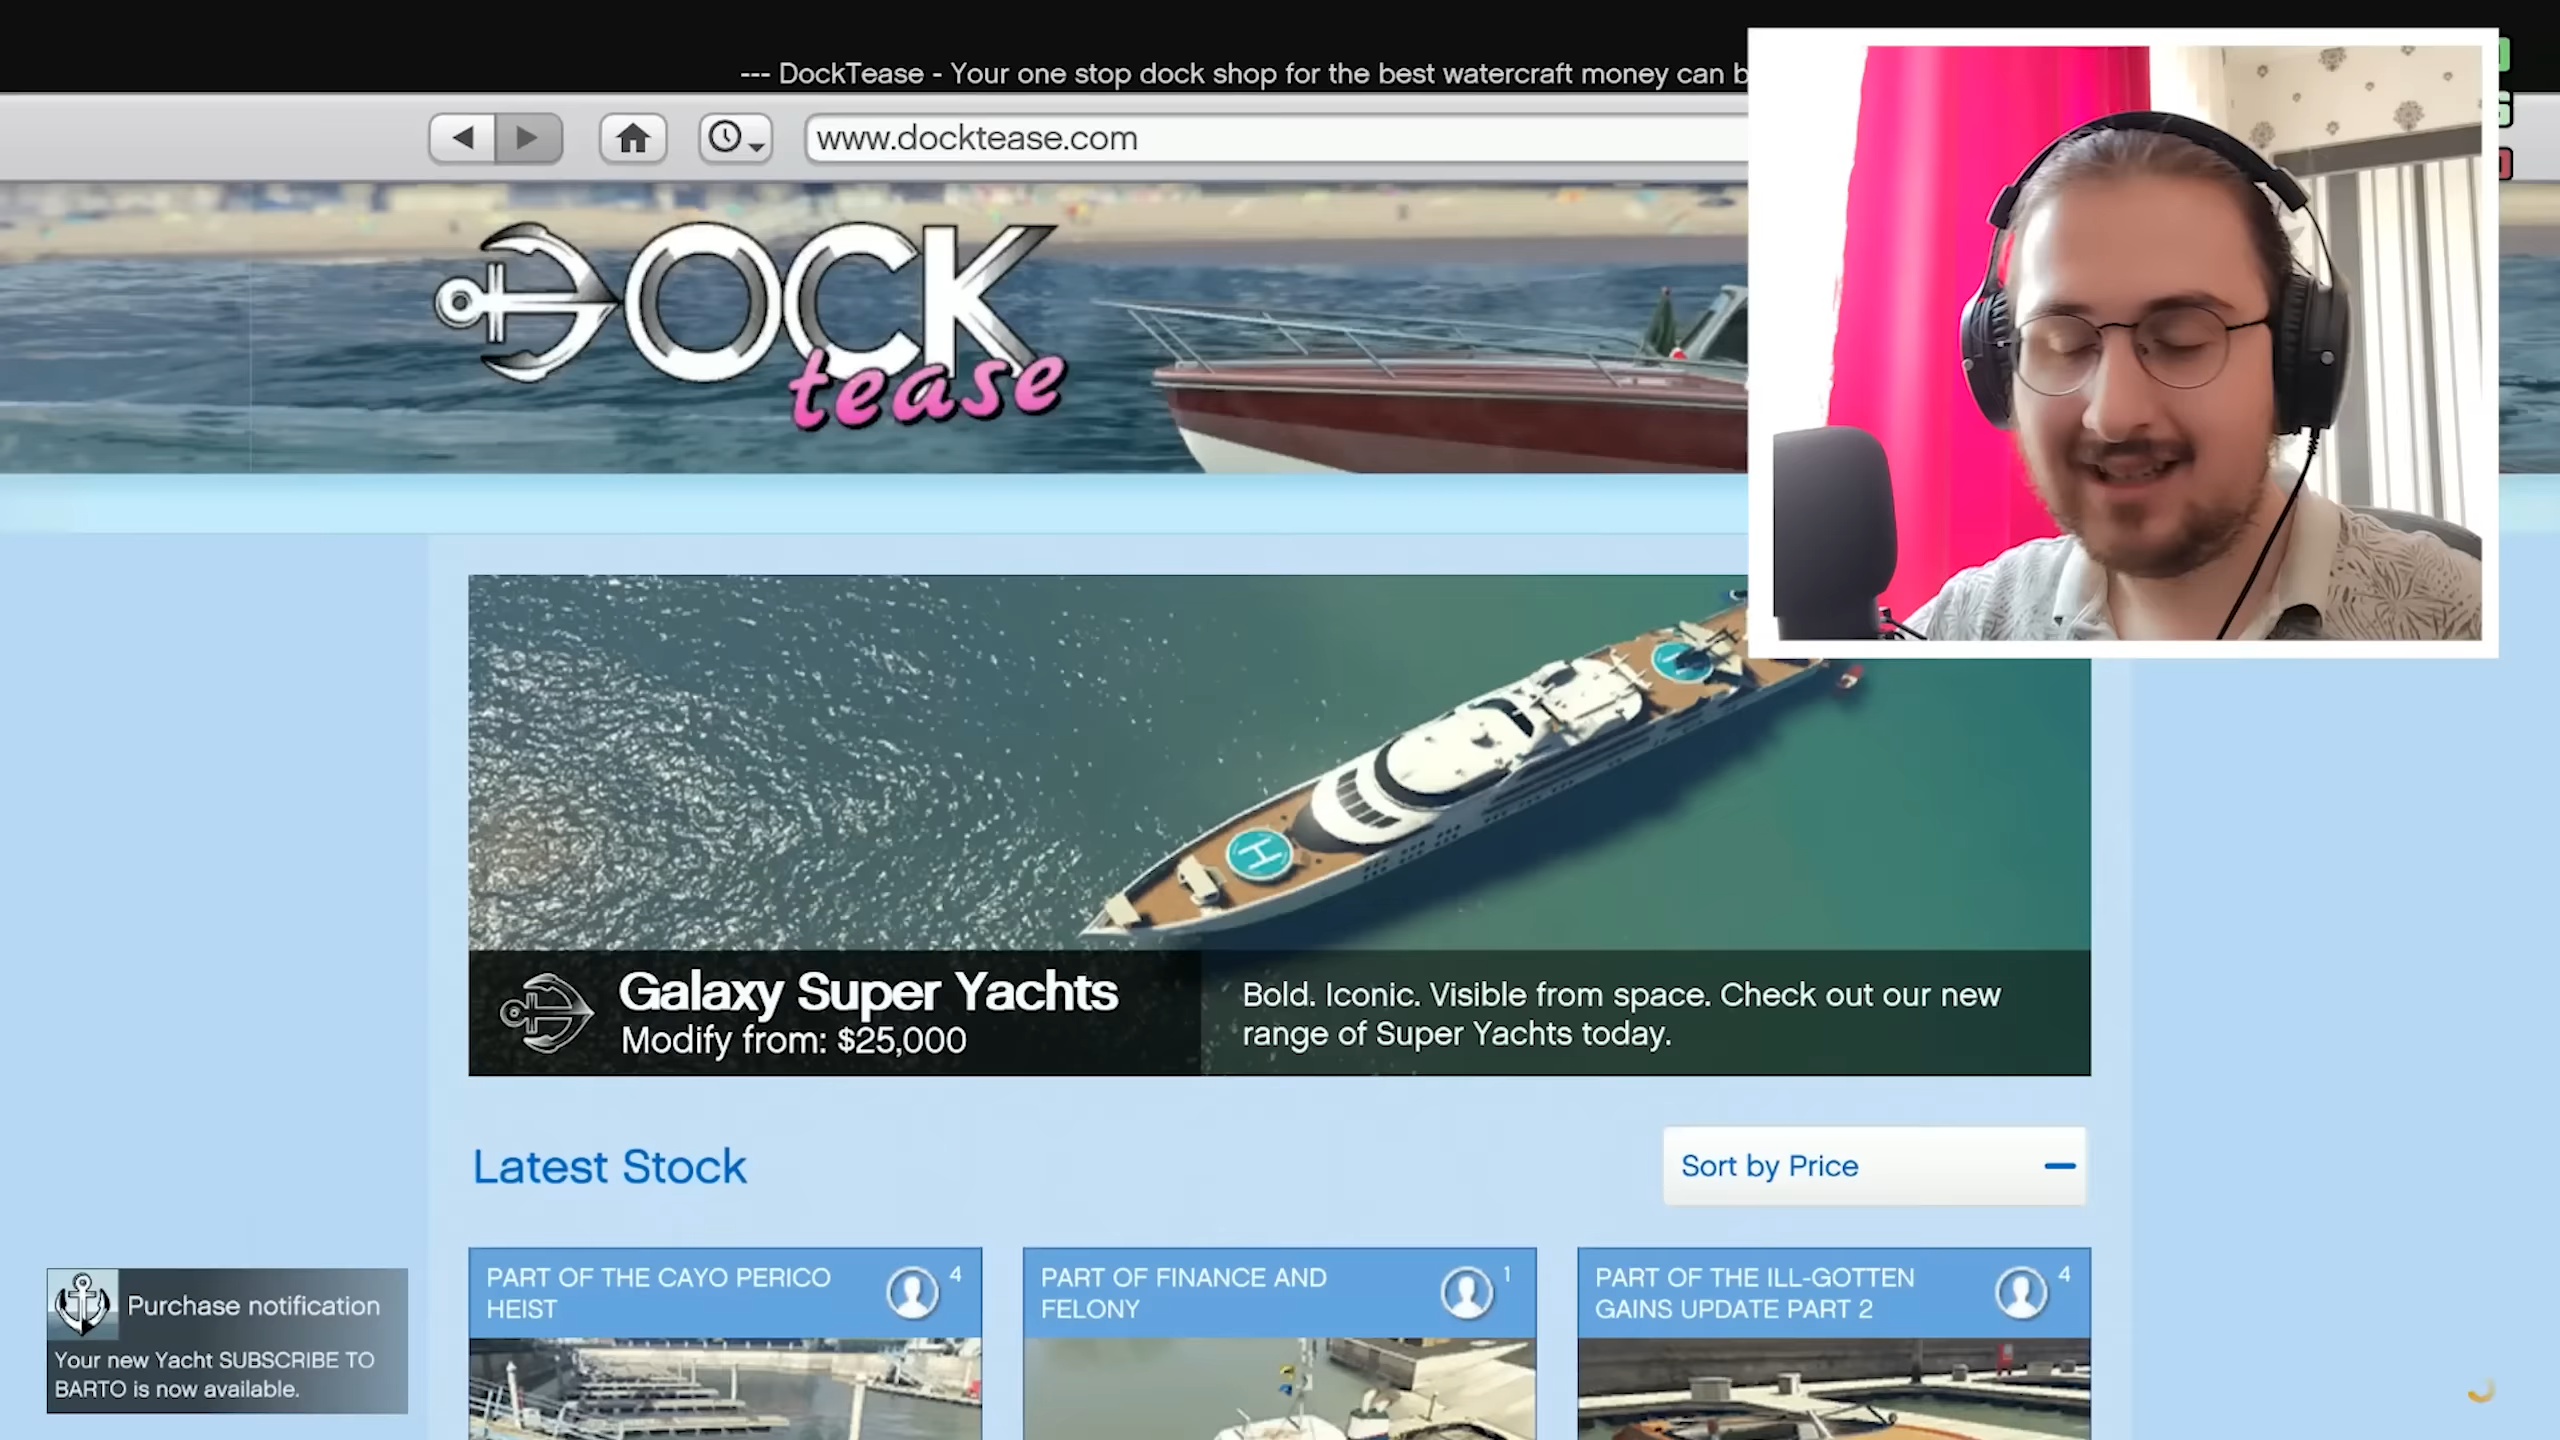 --- DockTease - Your one stop dock shop for the best watercraft money can b
www.docktease.com
DOCK
tease
H
H
Galaxy Super Yachts
Modify from: $25,000
Bold. Iconic. Visible from space. Check out our new
range of Super Yachts today.
Latest Stock
Sort by Price
PART OF THE CAYO PERICO
HEIST
4
PART OF FINANCE AND
FELONY
1
PART OF THE ILL-GOTTEN
GAINS UPDATE PART 2
4
Purchase notification
Your new Yacht SUBSCRIBE TO
BARTO is now available.